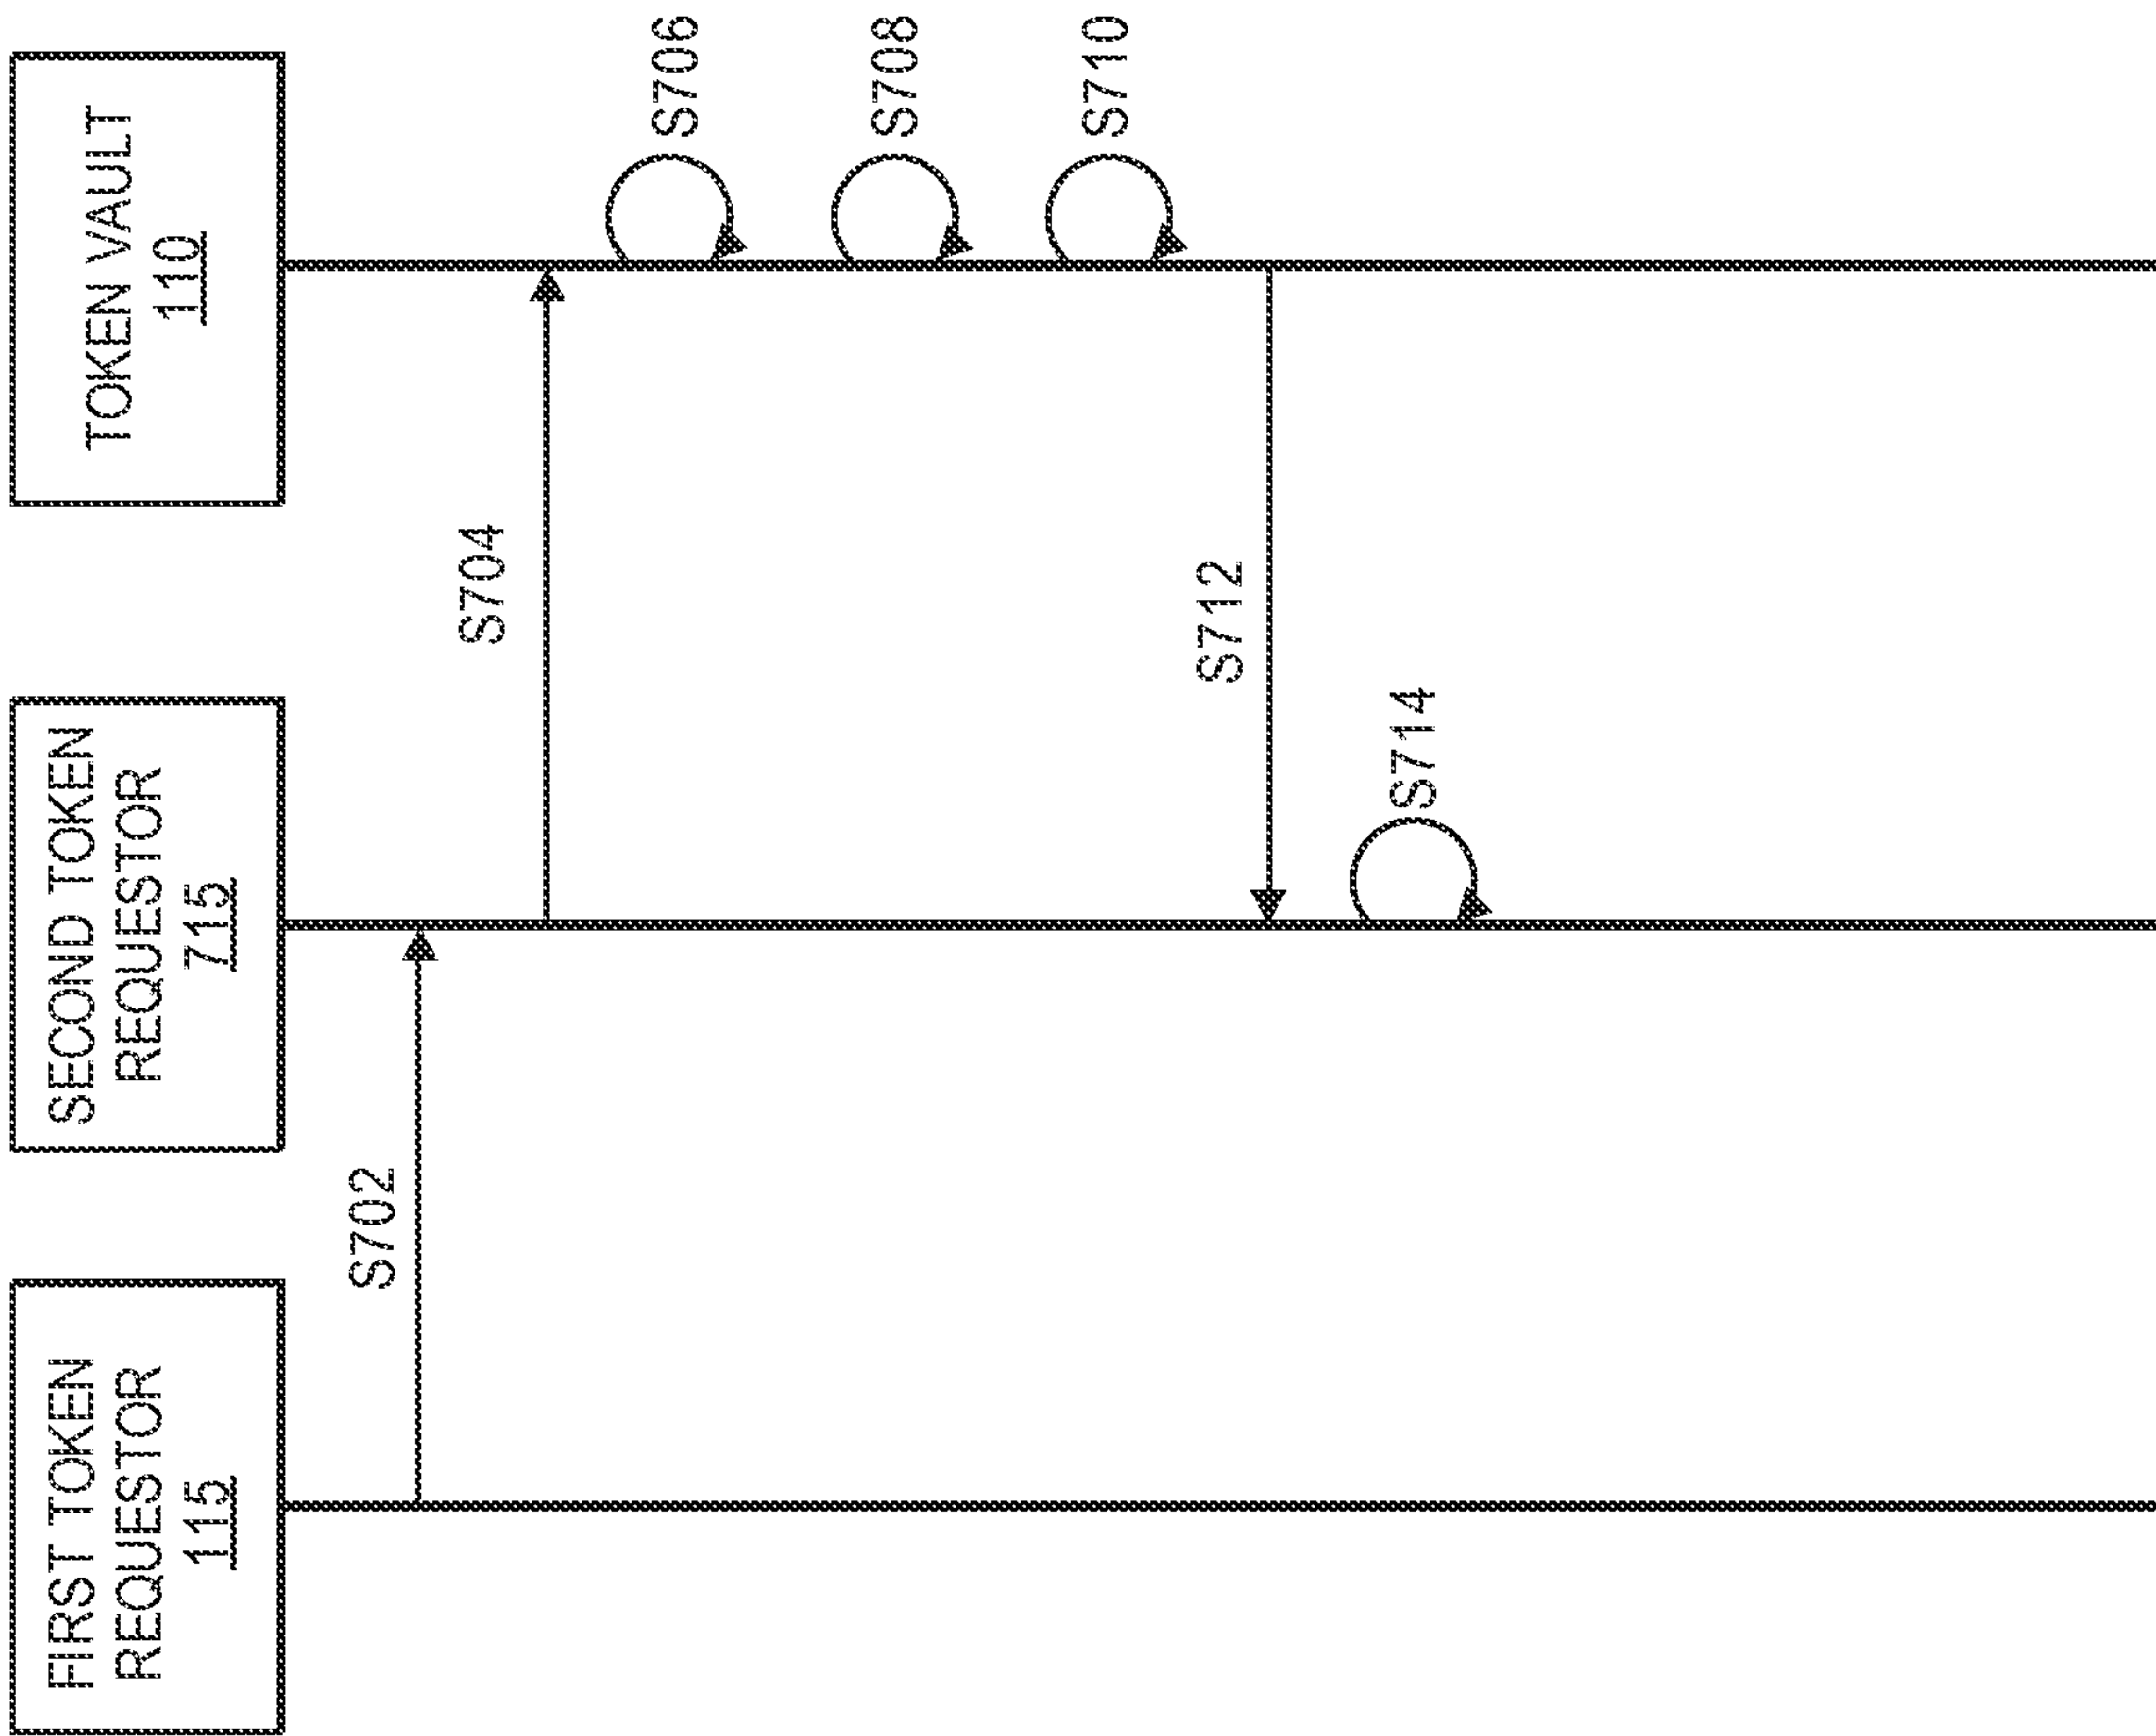 FIRST TOKEN
REQUESTOR
115
SECOND TOKEN
REQUESTOR
715
TOKEN VAULT
110
S702
S704
S706
S708
S710
S712
S714